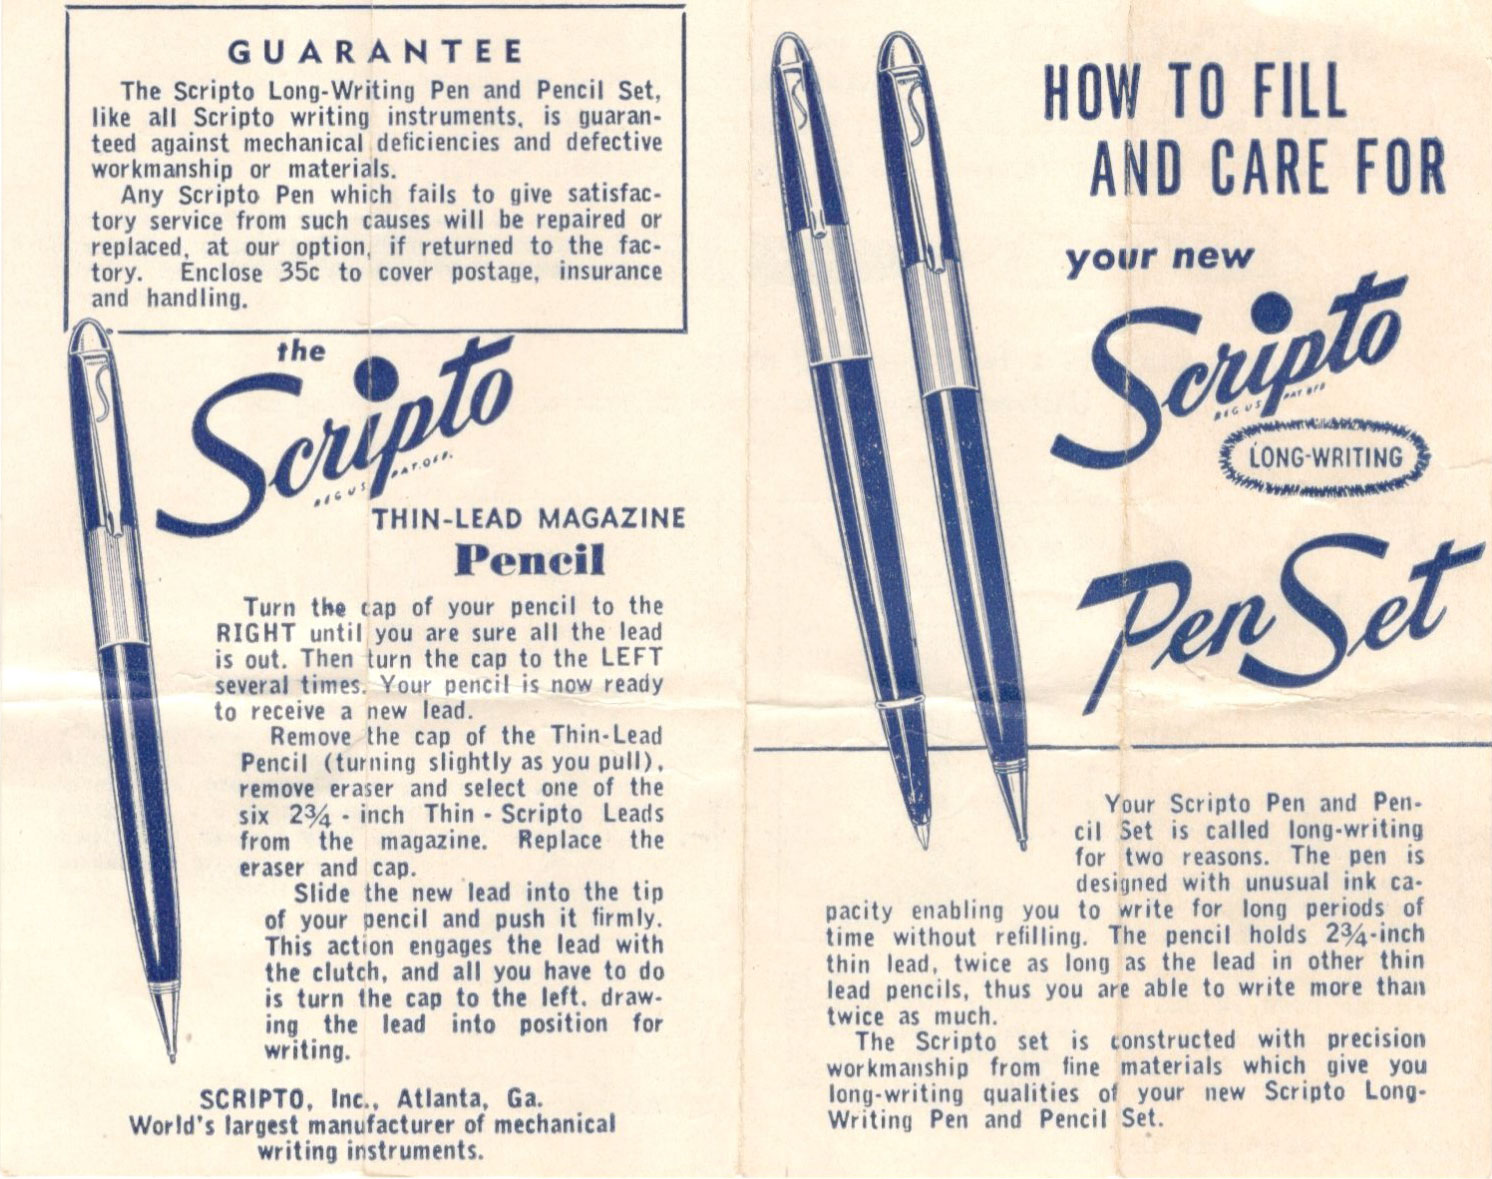 GUARANTEE
The Scripto Long-Writing Pen and Pencil Set,
like all Scripto writing instruments, is guaran-
teed against mechanical deficiencies and defective
workmanship or materials.
Any Scripto Pen which fails to give satisfac-
tory service from such causes will be repaired or
replaced, at our option, if returned to the fac-
tory. Enclose 35c to cover postage, insurance
and handling.
the
Scripto
REG US PAT. OFF.
THIN-LEAD MAGAZINE
Pencil
Turn the cap of your pencil to the
RIGHT until you are sure all the lead
is out. Then turn the cap to the LEFT
several times. Your pencil is now ready
to receive a new lead.
Remove the cap of the Thin-Lead
Pencil (turning slightly as you pull),
remove eraser and select one of the
six 2¾ - inch Thin - Scripto Leads
from the magazine. Replace the
eraser and cap.
Slide the new lead into the tip
of your pencil and push it firmly.
This action engages the lead with
the clutch, and all you have to do
is turn the cap to the left, draw-
ing the lead into position for
writing.
SCRIPTO, Inc., Atlanta, Ga.
World's largest manufacturer of mechanical
writing instruments.
HOW TO FILL
AND CARE FOR
your new
Scripto
REG US PAT OFF
LONG-WRITING
Pen Set
Your Scripto Pen and Pen-
cil Set is called long-writing
for two reasons. The pen is
designed with unusual ink ca-
pacity enabling you to write for long periods of
time without refilling. The pencil holds 2¾-inch
thin lead, twice as long as the lead in other thin
lead pencils, thus you are able to write more than
twice as much.
The Scripto set is constructed with precision
workmanship from fine materials which give you
long-writing qualities of your new Scripto Long-
Writing Pen and Pencil Set.